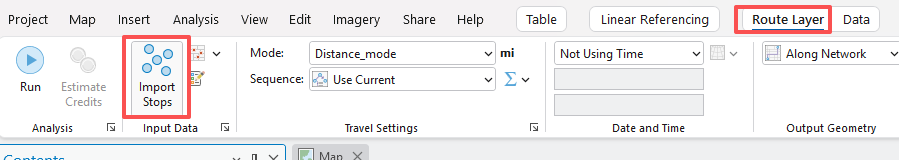 Project Map Insert Analysis View Edit Imagery Share Help Table Linear Referencing Route Layer Data
Run
Estimate
Credits
Import
Stops
Mode: Distance_mode mi
Sequence: Use Current
Not Using Time
Along Network
Analysis
Input Data
Travel Settings
Date and Time
Output Geometry
Contents
Map